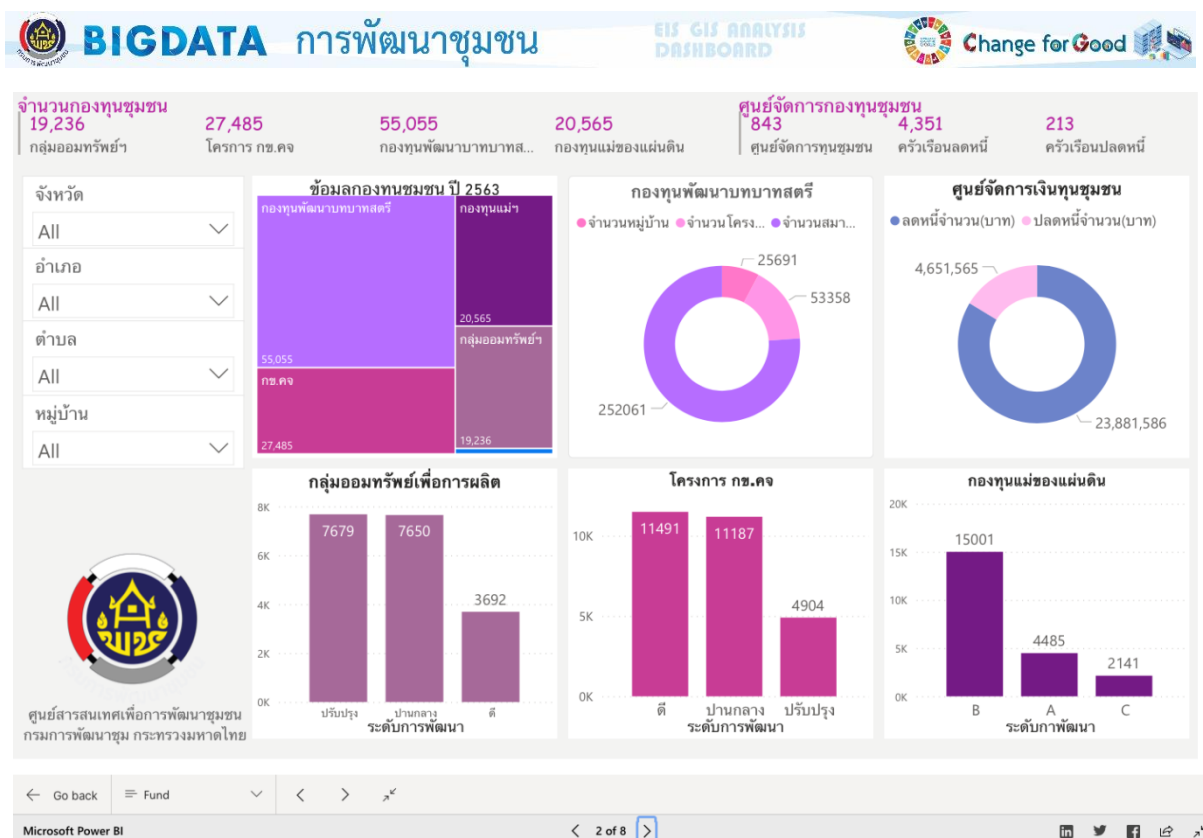 BIGDATA การพัฒนาชุมชน
EIS GIS ANALYSIS
DASHBOARD
Change for Good
จำนวนกองทุนชุมชน
19,236 27,485 55,055 20,565
กลุ่มออมทรัพย์ฯ โครงการ กข.คจ กองทุนพัฒนาบาทบาทส... กองทุนแม่ของแผ่นดิน
ศูนย์จัดการกองทุนชุมชน
843 4,351 213
ศูนย์จัดการทุนชุมชน ครัวเรือนลดหนี้ ครัวเรือนปลดหนี้
จังหวัด
All
อำเภอ
All
ตำบล
All
หมู่บ้าน
All
ข้อมูลกองทุนชุมชน ปี 2563
กองทุนพัฒนาบทบาทสตรี
55,055
กองทุนแม่ฯ
20,565
กข.คจ
27,485
กลุ่มออมทรัพย์ฯ
19,236
กองทุนพัฒนาบทบาทสตรี
จำนวนหมู่บ้าน จำนวนโครง... จำนวนสมา...
25691
53358
252061
ศูนย์จัดการเงินทุนชุมชน
ลดหนี้จำนวน(บาท) ปลดหนี้จำนวน(บาท)
4,651,565
23,881,586
กลุ่มออมทรัพย์เพื่อการผลิต
8K
6K
4K
2K
0K
7679 7650 3692
ปรับปรุง ปานกลาง ดี
ระดับการพัฒนา
โครงการ กข.คจ
10K
5K
0K
11491 11187 4904
ดี ปานกลาง ปรับปรุง
ระดับการพัฒนา
กองทุนแม่ของแผ่นดิน
20K
15K
10K
5K
0K
15001 4485 2141
B A C
ระดับกาพัฒนา
พช
ศูนย์สารสนเทศเพื่อการพัฒนาชุมชน
กรมการพัฒนาชุม กระทรวงมหาดไทย
Go back Fund
Microsoft Power BI 2 of 8